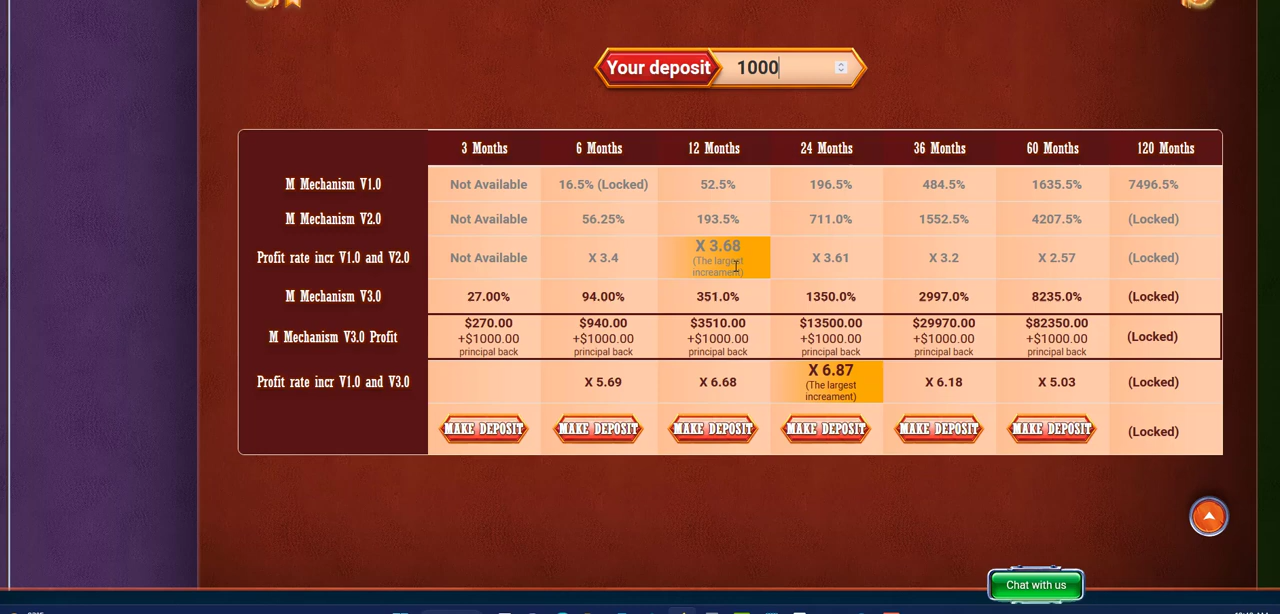 Your deposit 1000
3 Months 6 Months 12 Months 24 Months 36 Months 60 Months 120 Months
M Mechanism V1.0 Not Available 16.5% (Locked) 52.5% 196.5% 484.5% 1635.5% 7496.5%
M Mechanism V2.0 Not Available 56.25% 193.5% 711.0% 1552.5% 4207.5% (Locked)
Profit rate incr V1.0 and V2.0 Not Available X 3.4 X 3.68 X 3.61 X 3.2 X 2.57 (Locked)
(The largest
increament)
M Mechanism V3.0 27.00% 94.00% 351.0% 1350.0% 2997.0% 8235.0% (Locked)
M Mechanism V3.0 Profit $270.00 $940.00 $3510.00 $13500.00 $29970.00 $82350.00 (Locked)
+$1000.00 +$1000.00 +$1000.00 +$1000.00 +$1000.00 +$1000.00
principal back principal back principal back principal back principal back principal back
Profit rate incr V1.0 and V3.0 X 5.69 X 6.68 X 6.87 X 6.18 X 5.03 (Locked)
(The largest
increament)
MAKE DEPOSIT MAKE DEPOSIT MAKE DEPOSIT MAKE DEPOSIT MAKE DEPOSIT MAKE DEPOSIT (Locked)
Chat with us